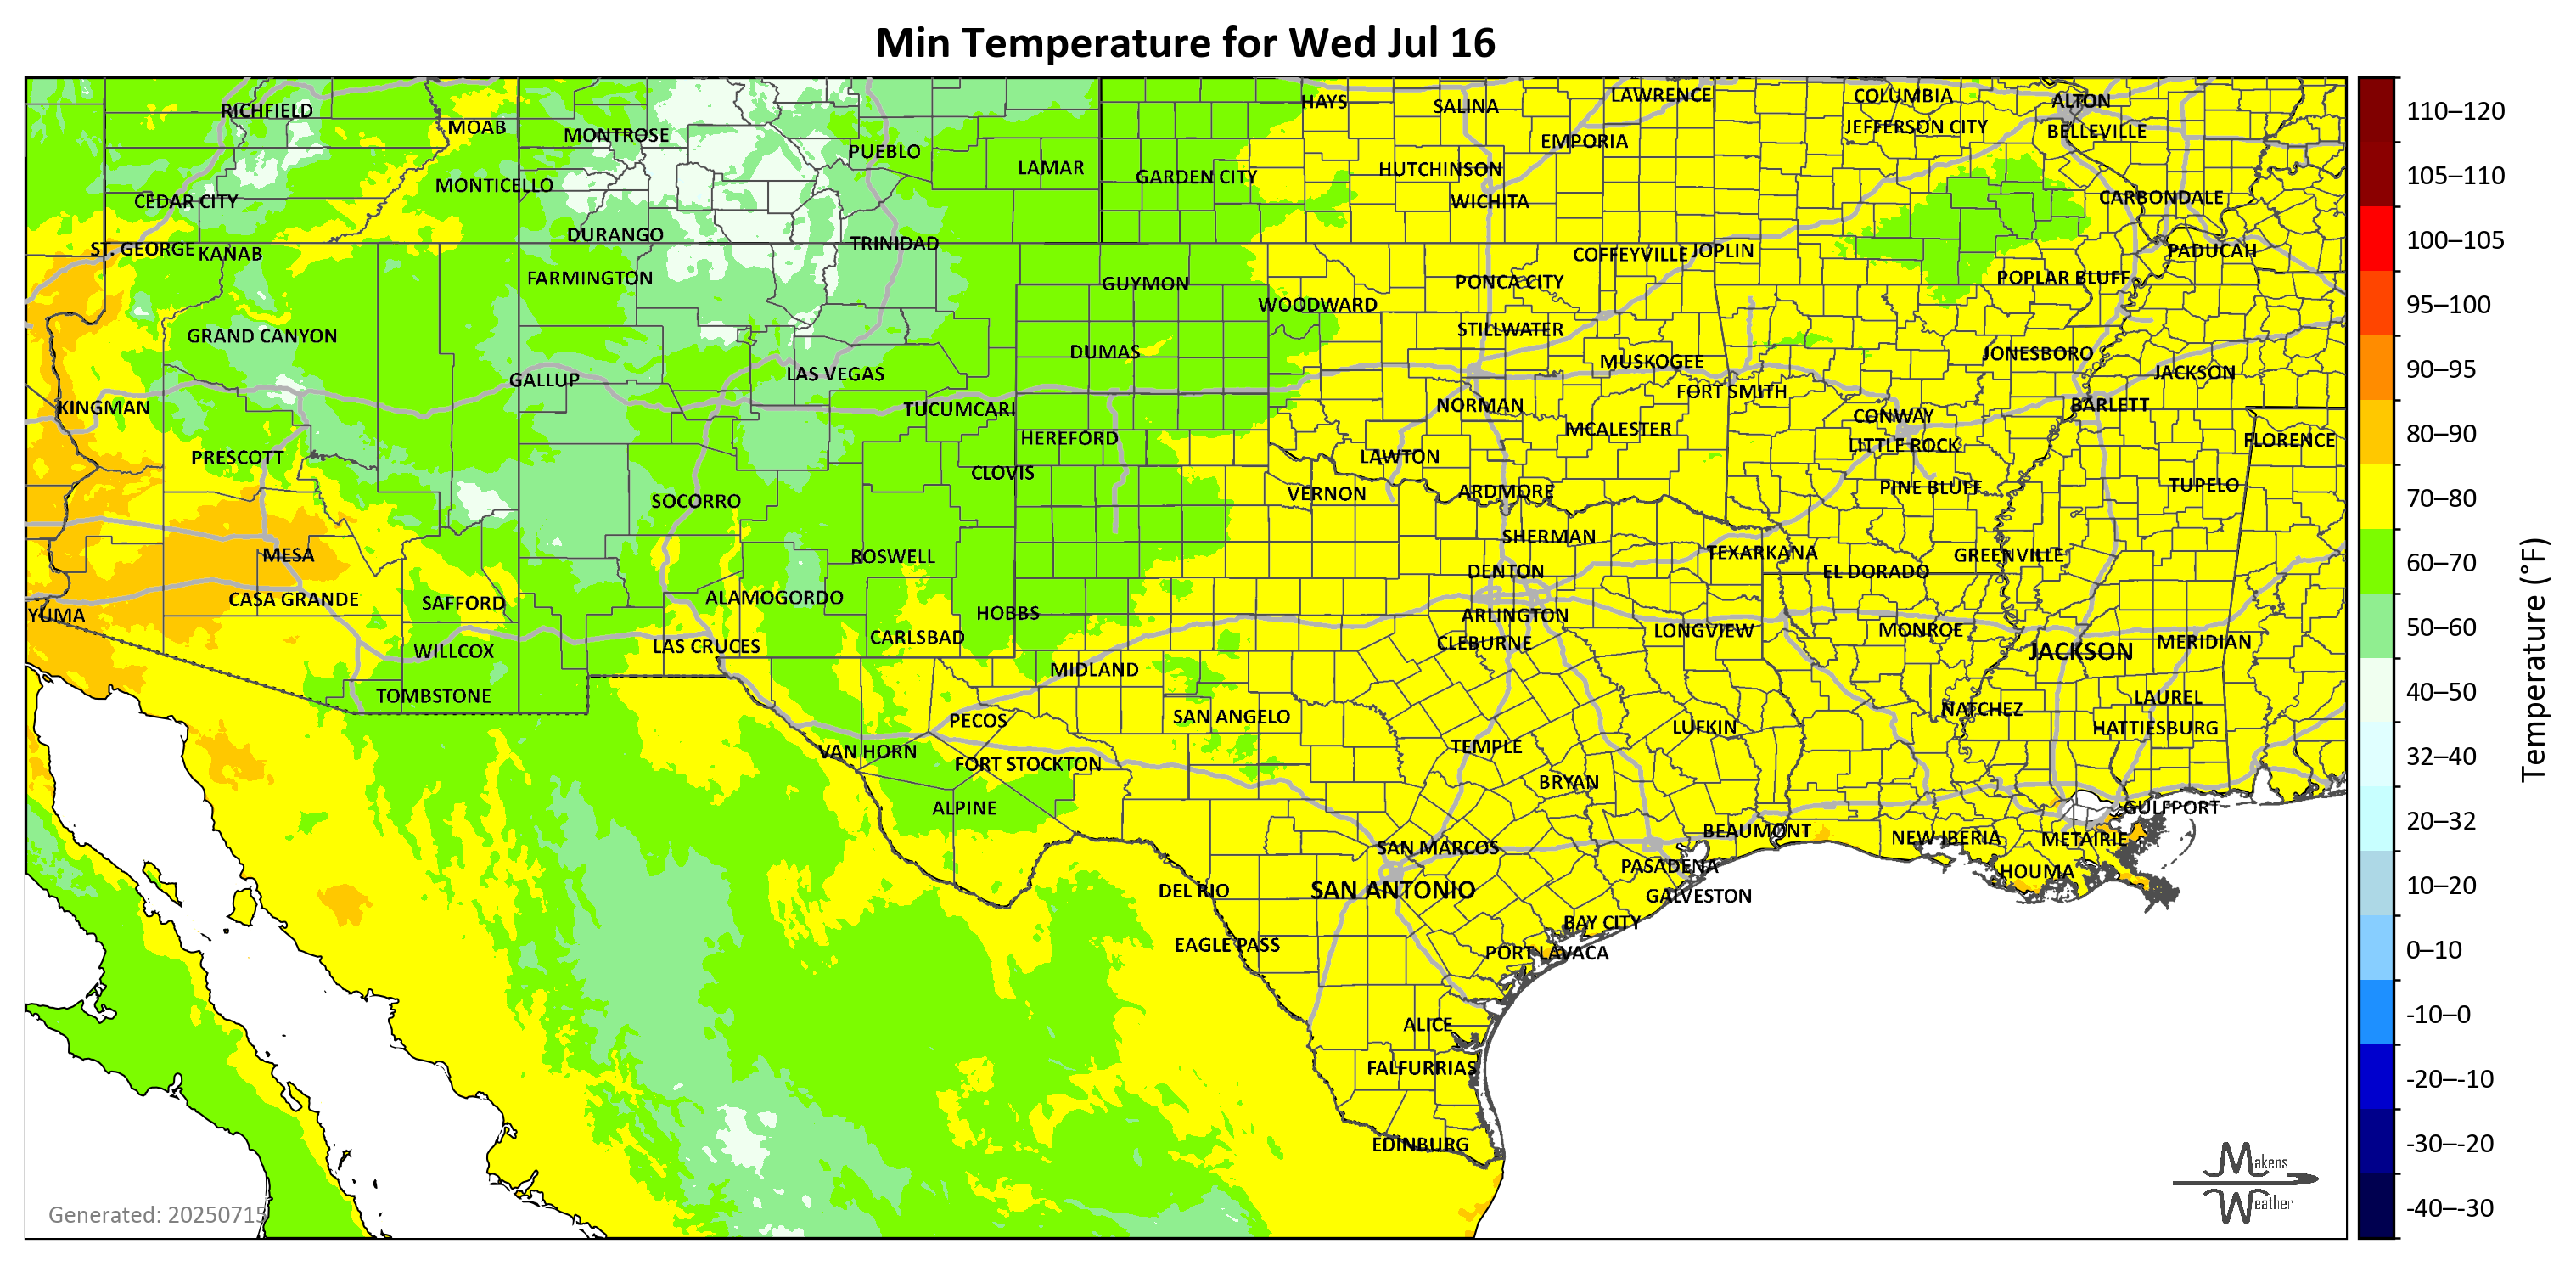 Min Temperature for Wed Jul 16
RICHFIELD
MOAB
MONTROSE
PUEBLO
LAMAR
HAYS
SALINA
LAWRENCE
COLUMBIA
ALTON
EMPORIA
JEFFERSON CITY
BELLEVILLE
CEDAR CITY
MONTICELLO
GARDEN CITY
HUTCHINSON
WICHITA
CARBONDALE
ST. GEORGE
KANAB
DURANGO
TRINIDAD
COFFEYVILLE
JOPLIN
PADUCAH
FARMINGTON
GUYMON
WOODWARD
PONCA CITY
POPLAR BLUFF
GRAND CANYON
DUMAS
STILLWATER
MUSKOGEE
JONESBORO
JACKSON
KINGMAN
GALLUP
LAS VEGAS
TUCUMCARI
NORMAN
FORT SMITH
CONWAY
BARLETT
PRESCOTT
HEREFORD
CLOVIS
LAWTON
MCALESTER
LITTLE ROCK
FLORENCE
SOCORRO
VERNON
ARDMORE
PINE BLUFF
TUPELO
MESA
ROSWELL
SHERMAN
TEXARKANA
GREENVILLE
DENTON
EL DORADO
YUMA
CASA GRANDE
SAFFORD
ALAMOGORDO
HOBBS
ARLINGTON
WILLCOX
LAS CRUCES
CARLSBAD
CLEBURNE
LONGVIEW
MONROE
JACKSON
MERIDIAN
TOMBSTONE
MIDLAND
LAUREL
PECOS
SAN ANGELO
LUFKIN
NATCHEZ
HATTIESBURG
VAN HORN
FORT STOCKTON
TEMPLE
BRYAN
ALPINE
GULFPORT
SAN MARCOS
BEAUMONT
NEW IBERIA
METAIRIE
DEL RIO
SAN ANTONIO
PASADENA
HOUMA
GALVESTON
EAGLE PASS
BAY CITY
PORT LAVACA
ALICE
FALFURRIAS
EDINBURG
Generated: 20250715
Makens
Weather
110–120
105–110
100–105
95–100
90–95
80–90
70–80
60–70
50–60
40–50
32–40
20–32
10–20
0–10
-10–0
-20–-10
-30–-20
-40–-30
Temperature (°F)